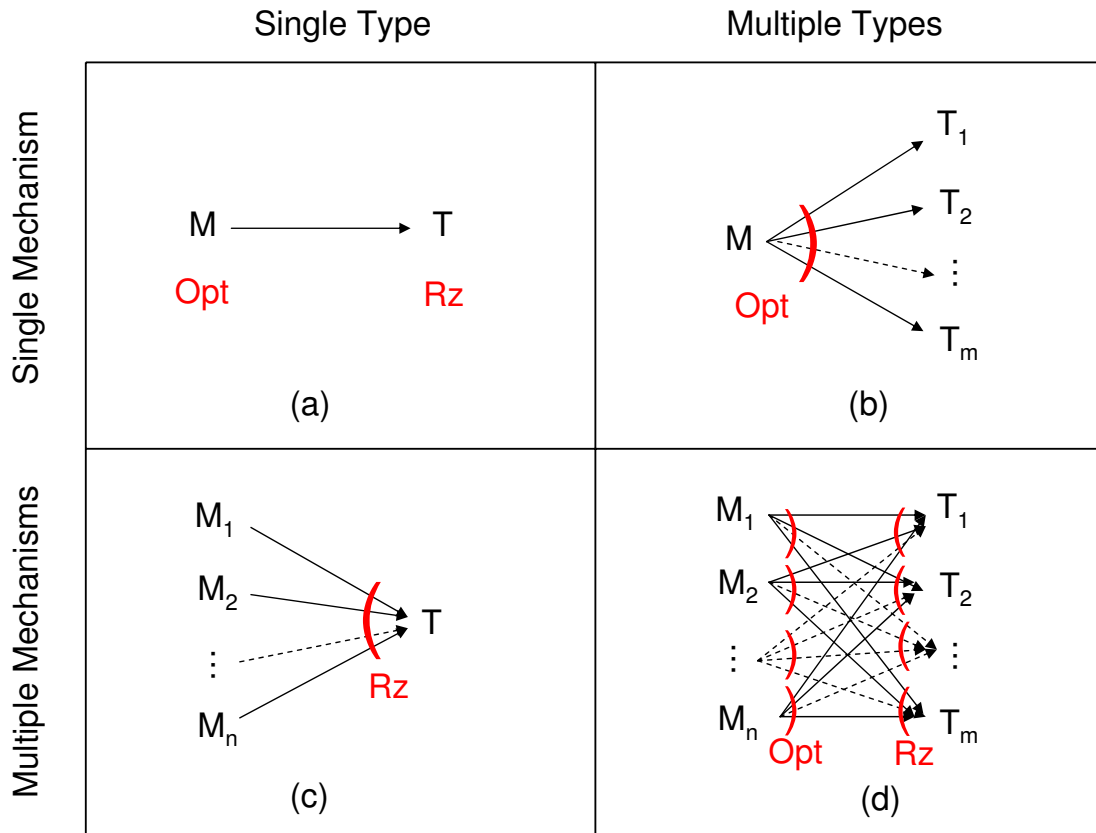 Single Type
Multiple Types
Single Mechanism
M
T
Opt
Rz
(a)
T1
T2
M
⋮
Opt
Tm
(b)
Multiple Mechanisms
M1
M2
T
⋮
Rz
Mn
(c)
M1
T1
M2
T2
⋮
⋮
Mn
Tm
Opt
Rz
(d)